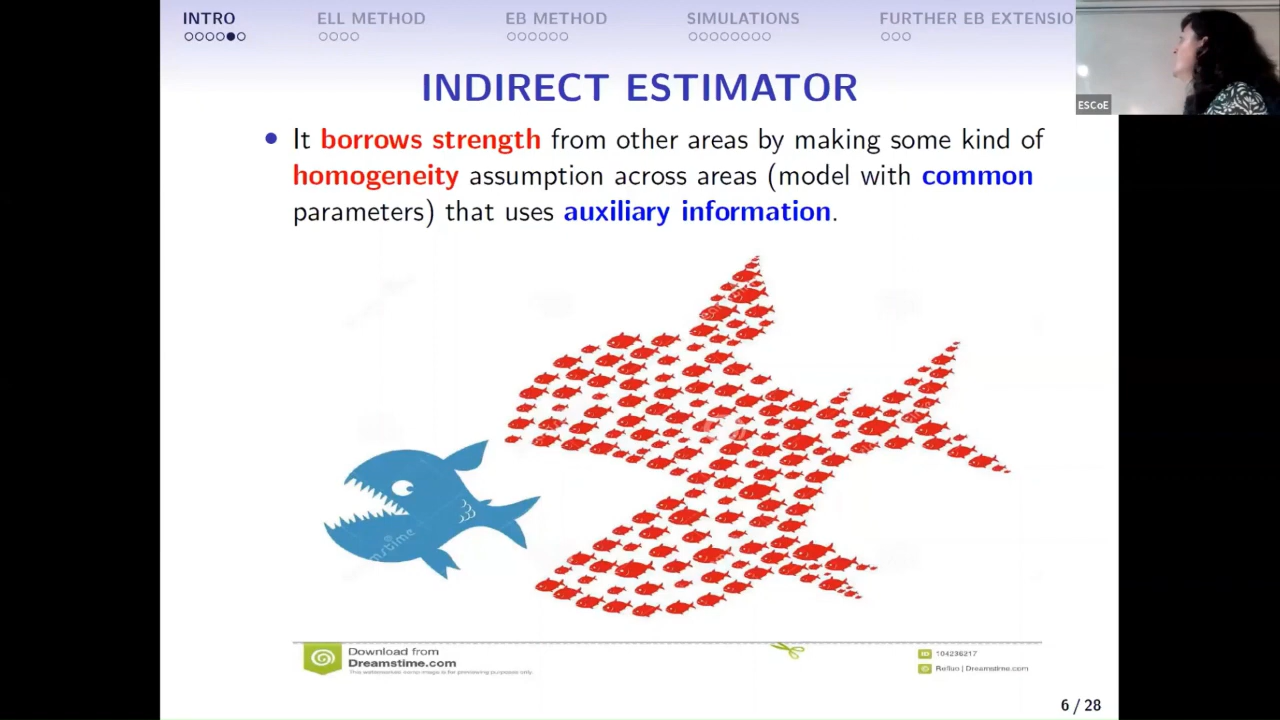 INTRO
ELL METHOD
EB METHOD
SIMULATIONS
FURTHER EB EXTENSIO
ESCoE
INDIRECT ESTIMATOR
It borrows strength from other areas by making some kind of
homogeneity assumption across areas (model with common
parameters) that uses auxiliary information.
Download from
Dreamstime.com
This watermarked comp image is for previewing purposes only.
ID 104236217
Refluo | Dreamstime.com
6 / 28